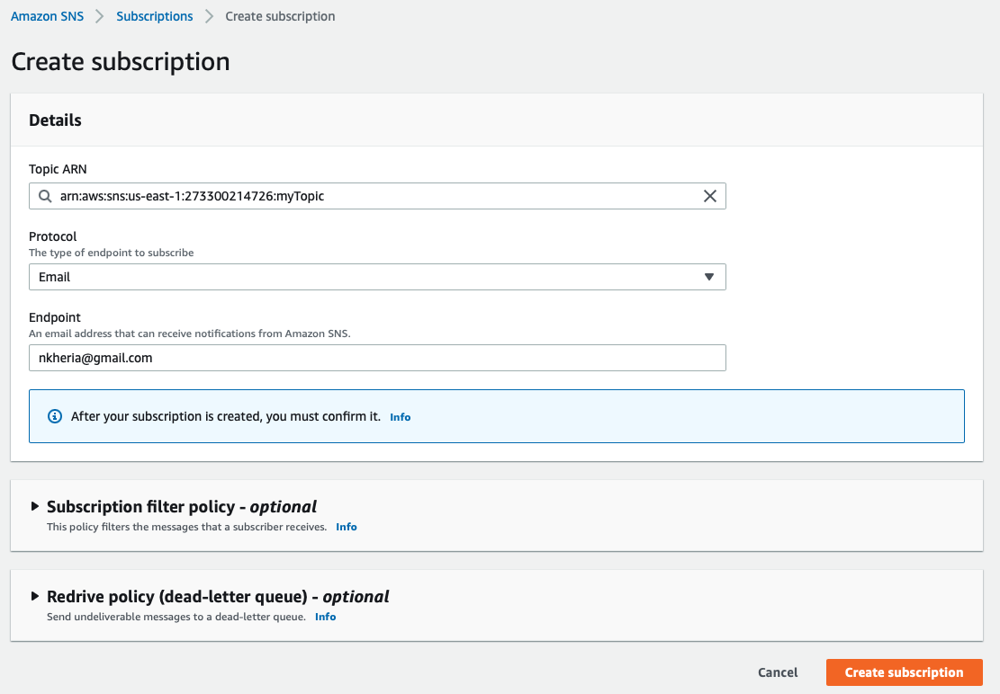 Amazon SNS > Subscriptions > Create subscription
Create subscription
Details
Topic ARN
arn:aws:sns:us-east-1:273300214726:myTopic
Protocol
The type of endpoint to subscribe
Email
Endpoint
An email address that can receive notifications from Amazon SNS.
nkheria@gmail.com
After your subscription is created, you must confirm it. Info
Subscription filter policy - optional
This policy filters the messages that a subscriber receives. Info
Redrive policy (dead-letter queue) - optional
Send undeliverable messages to a dead-letter queue. Info
Cancel Create subscription